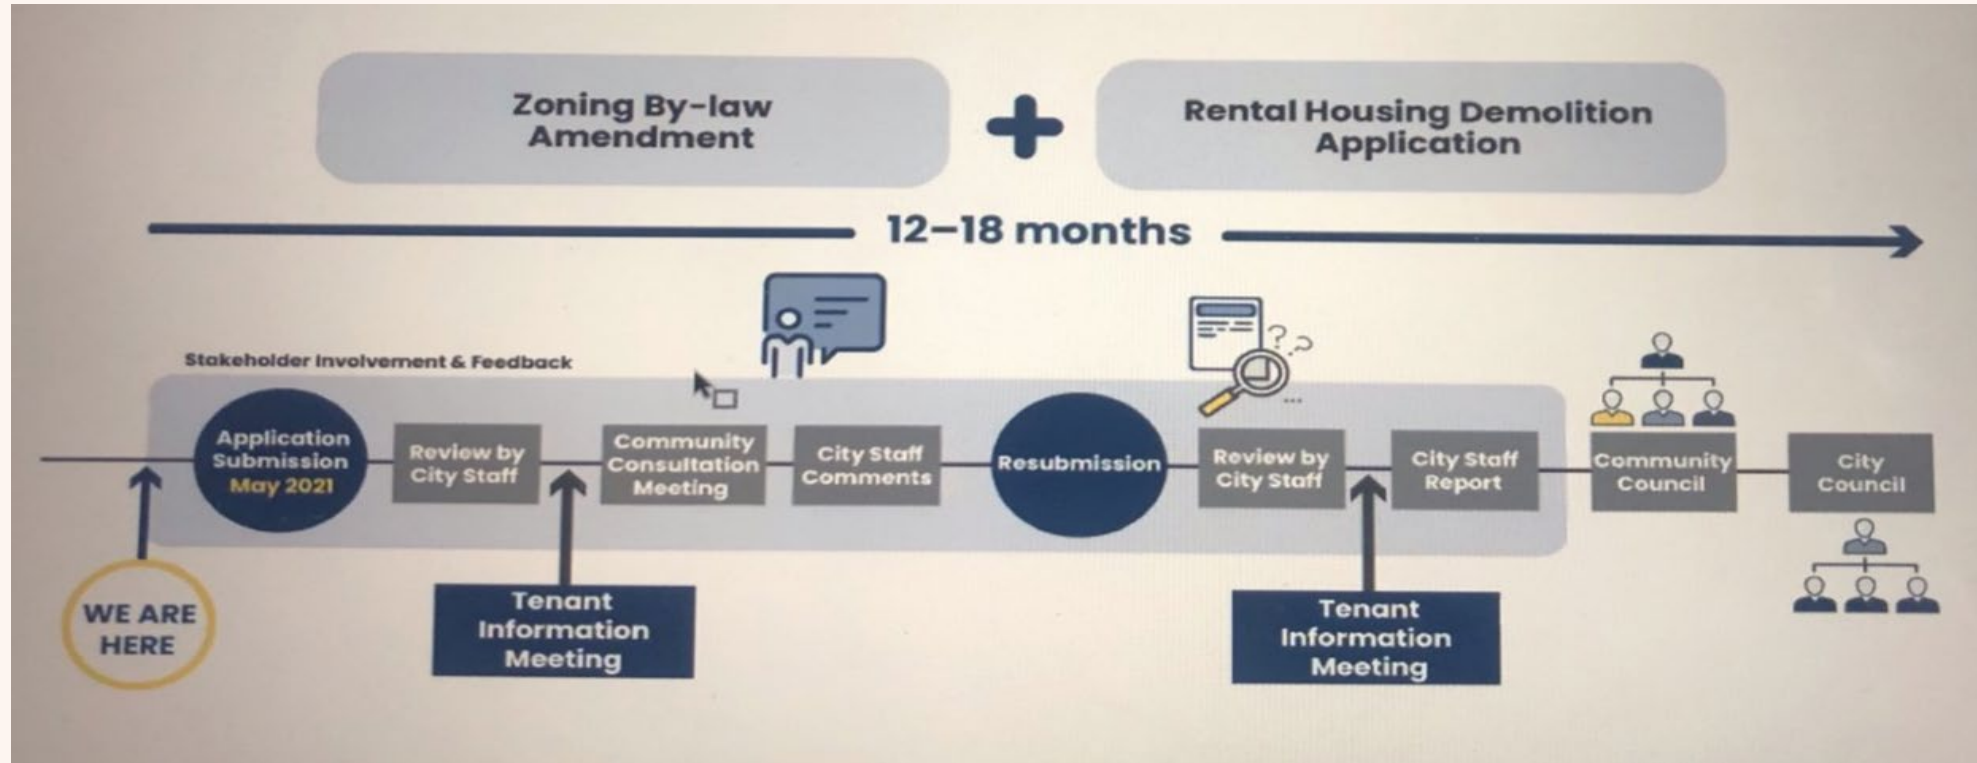 Zoning By-law
Amendment
Rental Housing Demolition
Application
12–18 months
Stakeholder Involvement & Feedback
Application
Submission
May 2021
Review by
City Staff
Community
Consultation
Meeting
City Staff
Comments
Resubmission
Review by
City Staff
City Staff
Report
Community
Council
City
Council
WE ARE
HERE
Tenant
Information
Meeting
Tenant
Information
Meeting